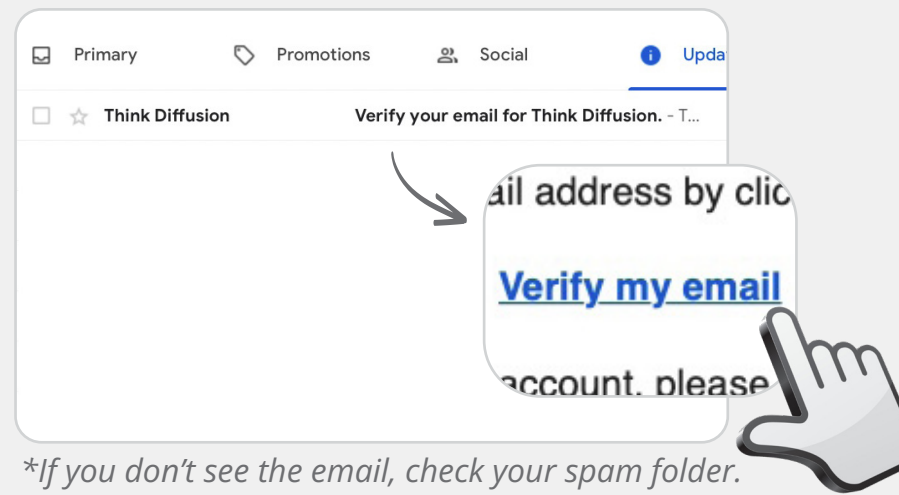 Primary Promotions Social Upda
Think Diffusion Verify your email for Think Diffusion. - T...
ail address by clic
Verify my email
account, please
*If you don't see the email, check your spam folder.